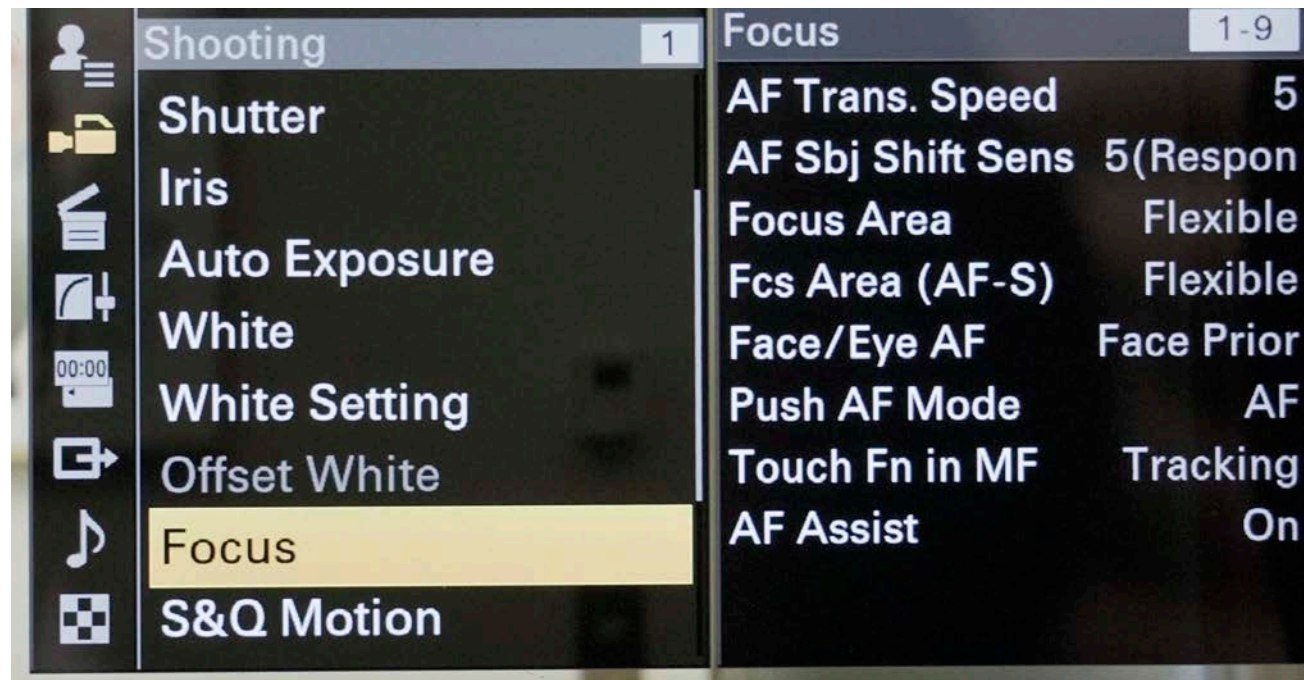 Shooting 1
Shutter
Iris
Auto Exposure
White
White Setting
Offset White
Focus
S&Q Motion
00:00
Focus 1-9
AF Trans. Speed 5
AF Sbj Shift Sens 5(Respon
Focus Area Flexible
Fcs Area (AF-S) Flexible
Face/Eye AF Face Prior
Push AF Mode AF
Touch Fn in MF Tracking
AF Assist On